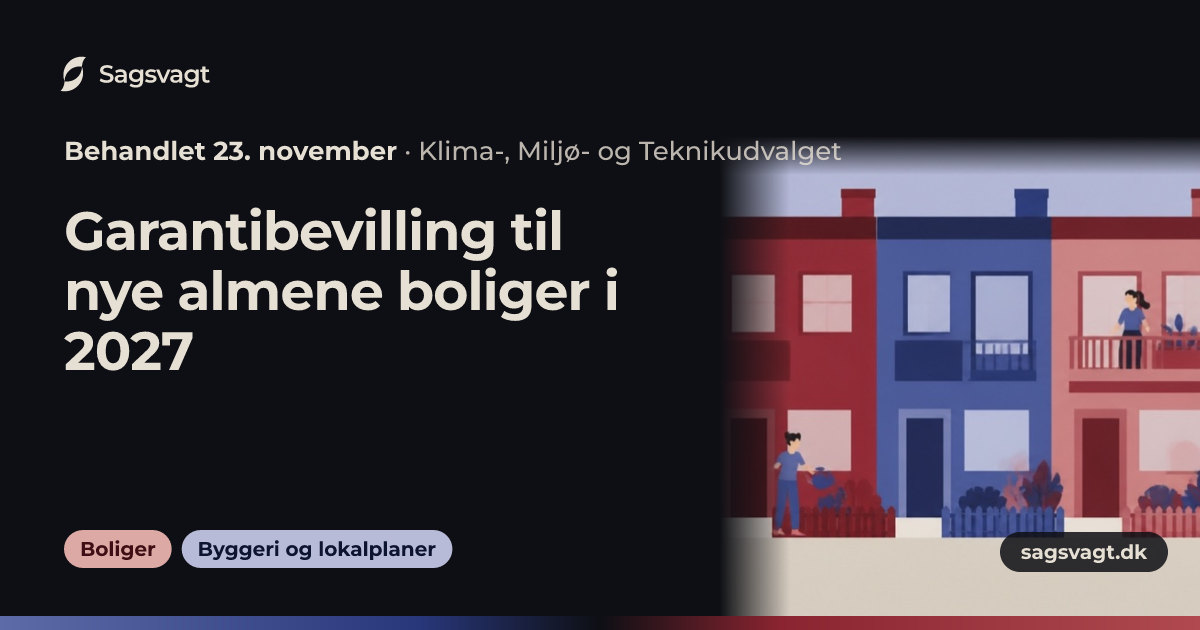 Sagsvagt
Behandlet 23. november · Klima-, Miljø- og Teknikudvalget
Garantibevilling til
nye almene boliger i
2027
Boliger
Byggeri og lokalplaner
sagsvagt.dk